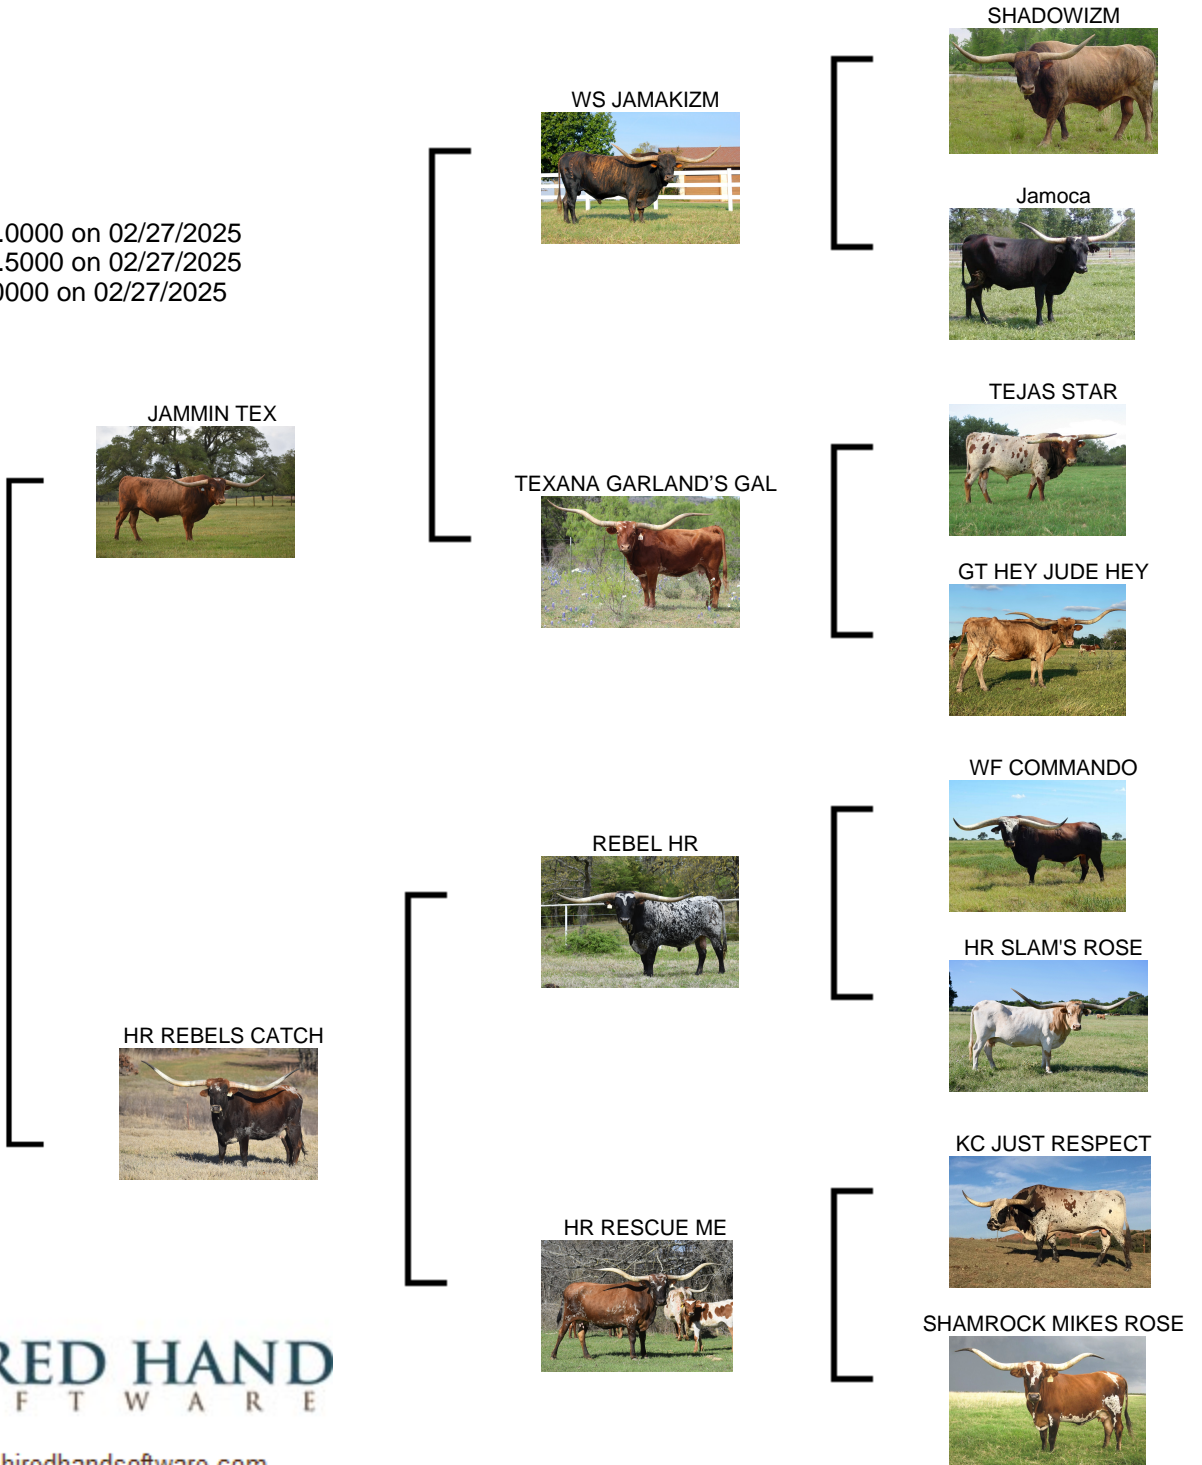 SHADOWIZM
WS JAMAKIZM
Jamoca
.0000 on 02/27/2025
.5000 on 02/27/2025
0000 on 02/27/2025
TEJAS STAR
JAMMIN TEX
TEXANA GARLAND'S GAL
GT HEY JUDE HEY
WF COMMANDO
REBEL HR
HR SLAM'S ROSE
HR REBELS CATCH
KC JUST RESPECT
HR RESCUE ME
SHAMROCK MIKES ROSE
RED HAND
F T W A R E
hiredhandsoftware.com